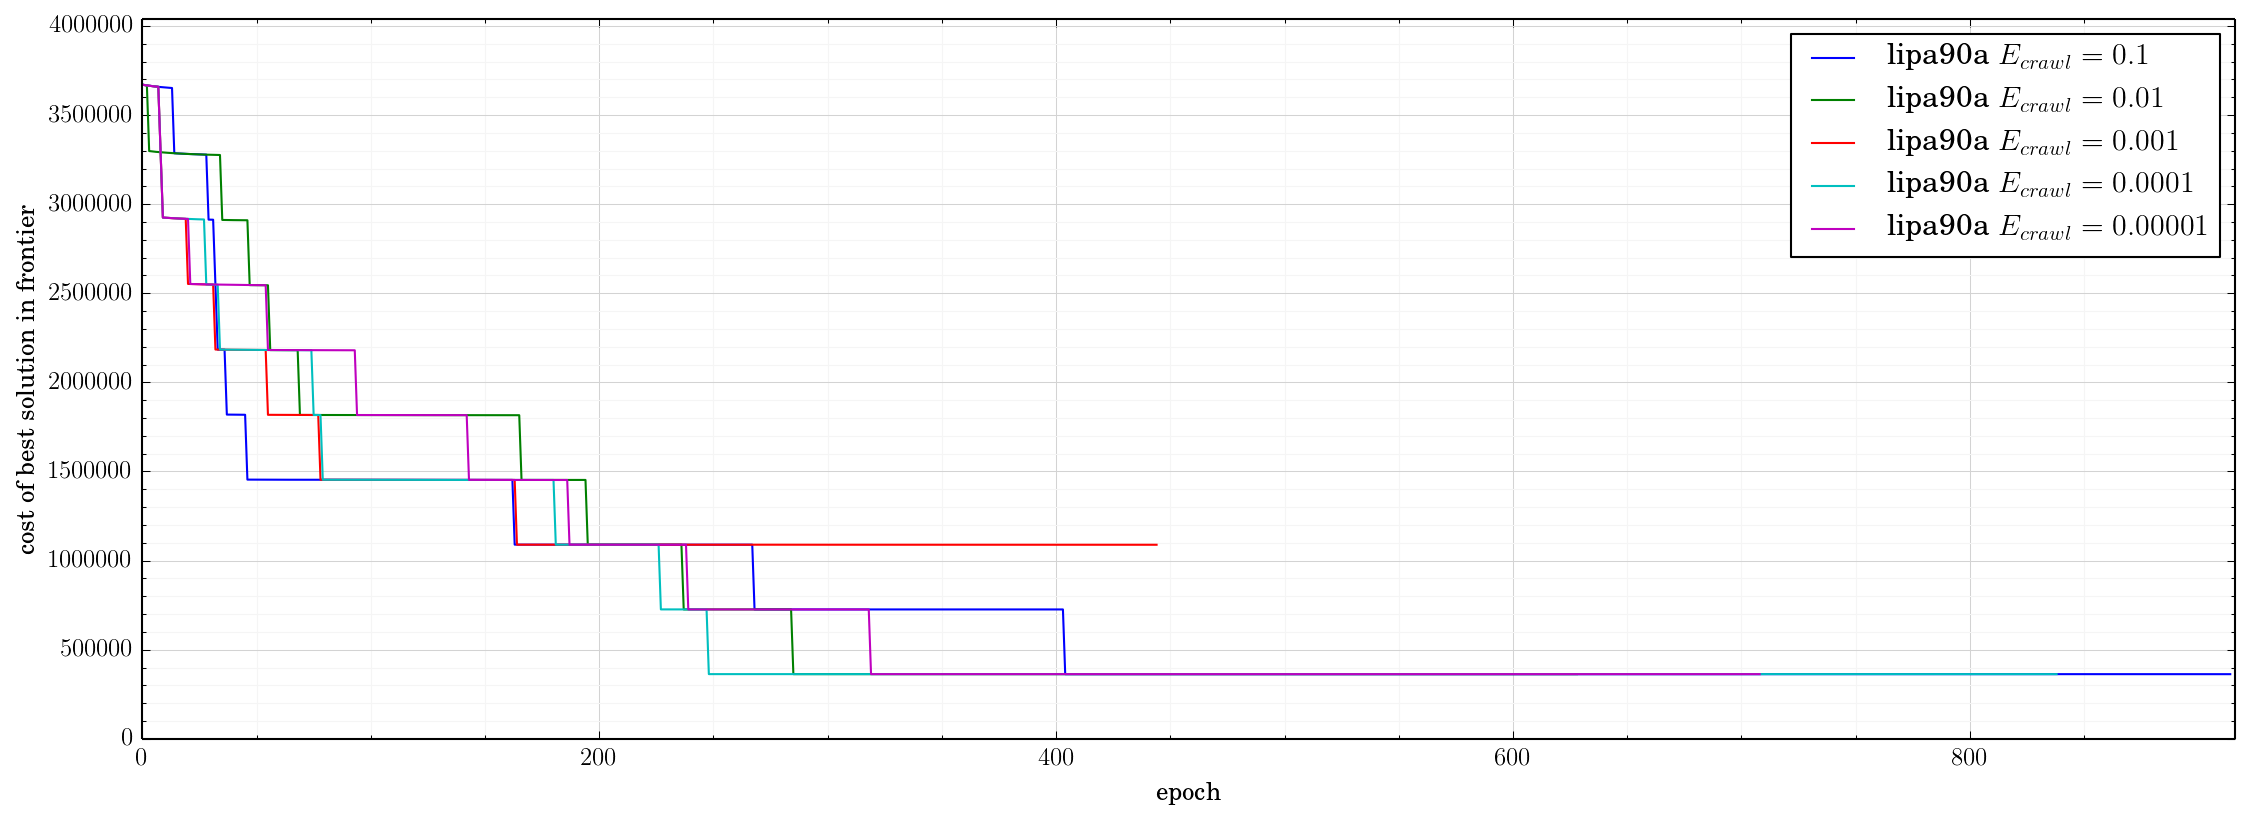 4000000
3500000
3000000
2500000
2000000
1500000
1000000
500000
0
cost of best solution in frontier
lipa90a E_crawl = 0.1
lipa90a E_crawl = 0.01
lipa90a E_crawl = 0.001
lipa90a E_crawl = 0.0001
lipa90a E_crawl = 0.00001
0 200 400 600 800
epoch